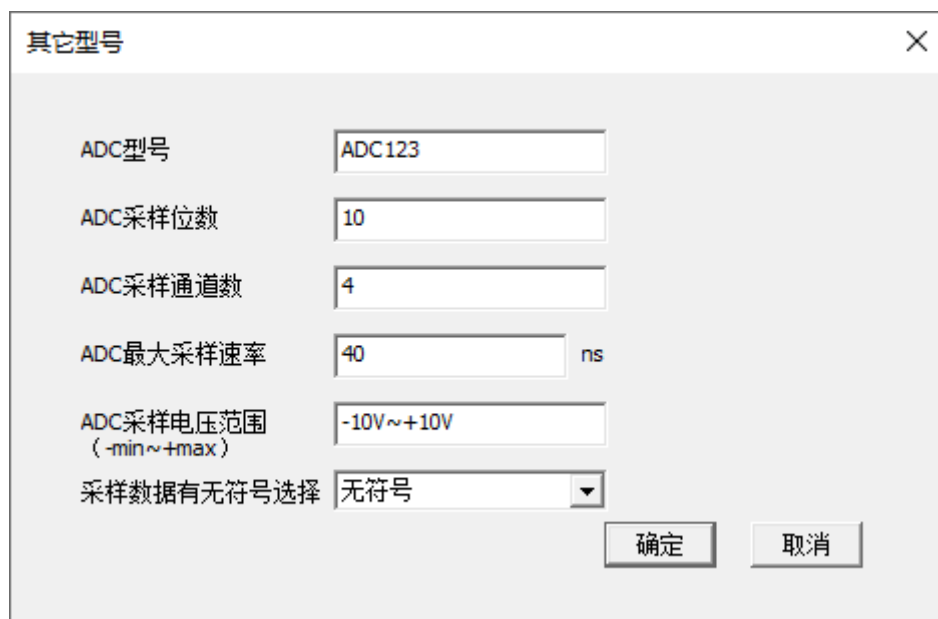 其它型号
ADC型号 ADC123
ADC采样位数 10
ADC采样通道数 4
ADC最大采样速率 40 ns
ADC采样电压范围 -10V~+10V
（-min~+max）
采样数据有无符号选择 无符号
确定 取消